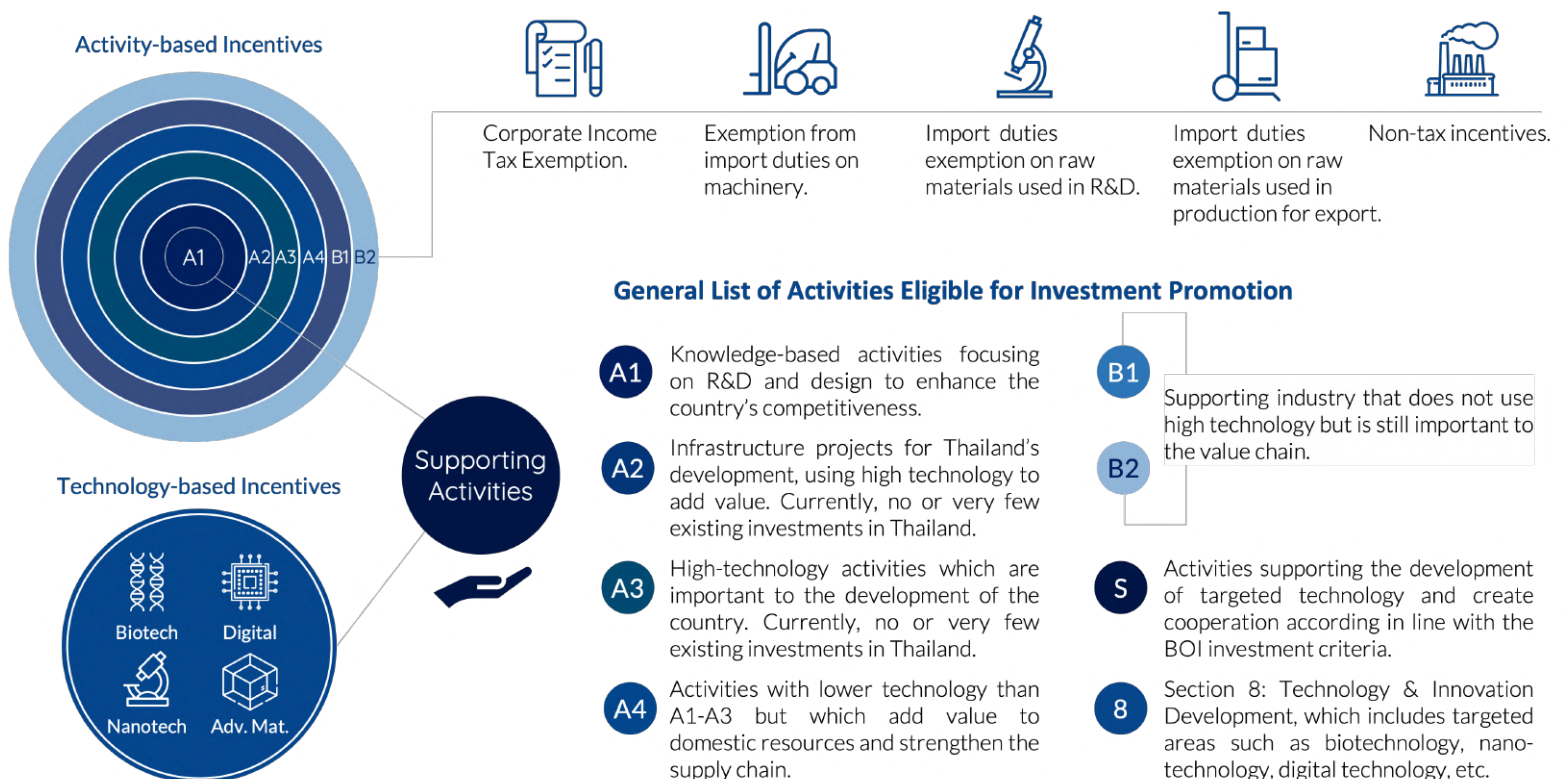 Activity-based Incentives
A1
A2
A3
A4
B1
B2
Corporate Income
Tax Exemption.
Exemption from
import duties on
machinery.
Import duties
exemption on raw
materials used in R&D.
Import duties
exemption on raw
materials used in
production for export.
Non-tax incentives.
Technology-based Incentives
Biotech
Digital
Nanotech
Adv. Mat.
Supporting
Activities
General List of Activities Eligible for Investment Promotion
A1
Knowledge-based activities focusing
on R&D and design to enhance the
country's competitiveness.
A2
Infrastructure projects for Thailand's
development, using high technology to
add value. Currently, no or very few
existing investments in Thailand.
A3
High-technology activities which are
important to the development of the
country. Currently, no or very few
existing investments in Thailand.
A4
Activities with lower technology than
A1-A3 but which add value to
domestic resources and strengthen the
supply chain.
B1
B2
Supporting industry that does not use
high technology but is still important to
the value chain.
S
Activities supporting the development
of targeted technology and create
cooperation according in line with the
BOI investment criteria.
8
Section 8: Technology & Innovation
Development, which includes targeted
areas such as biotechnology, nano-
technology, digital technology, etc.